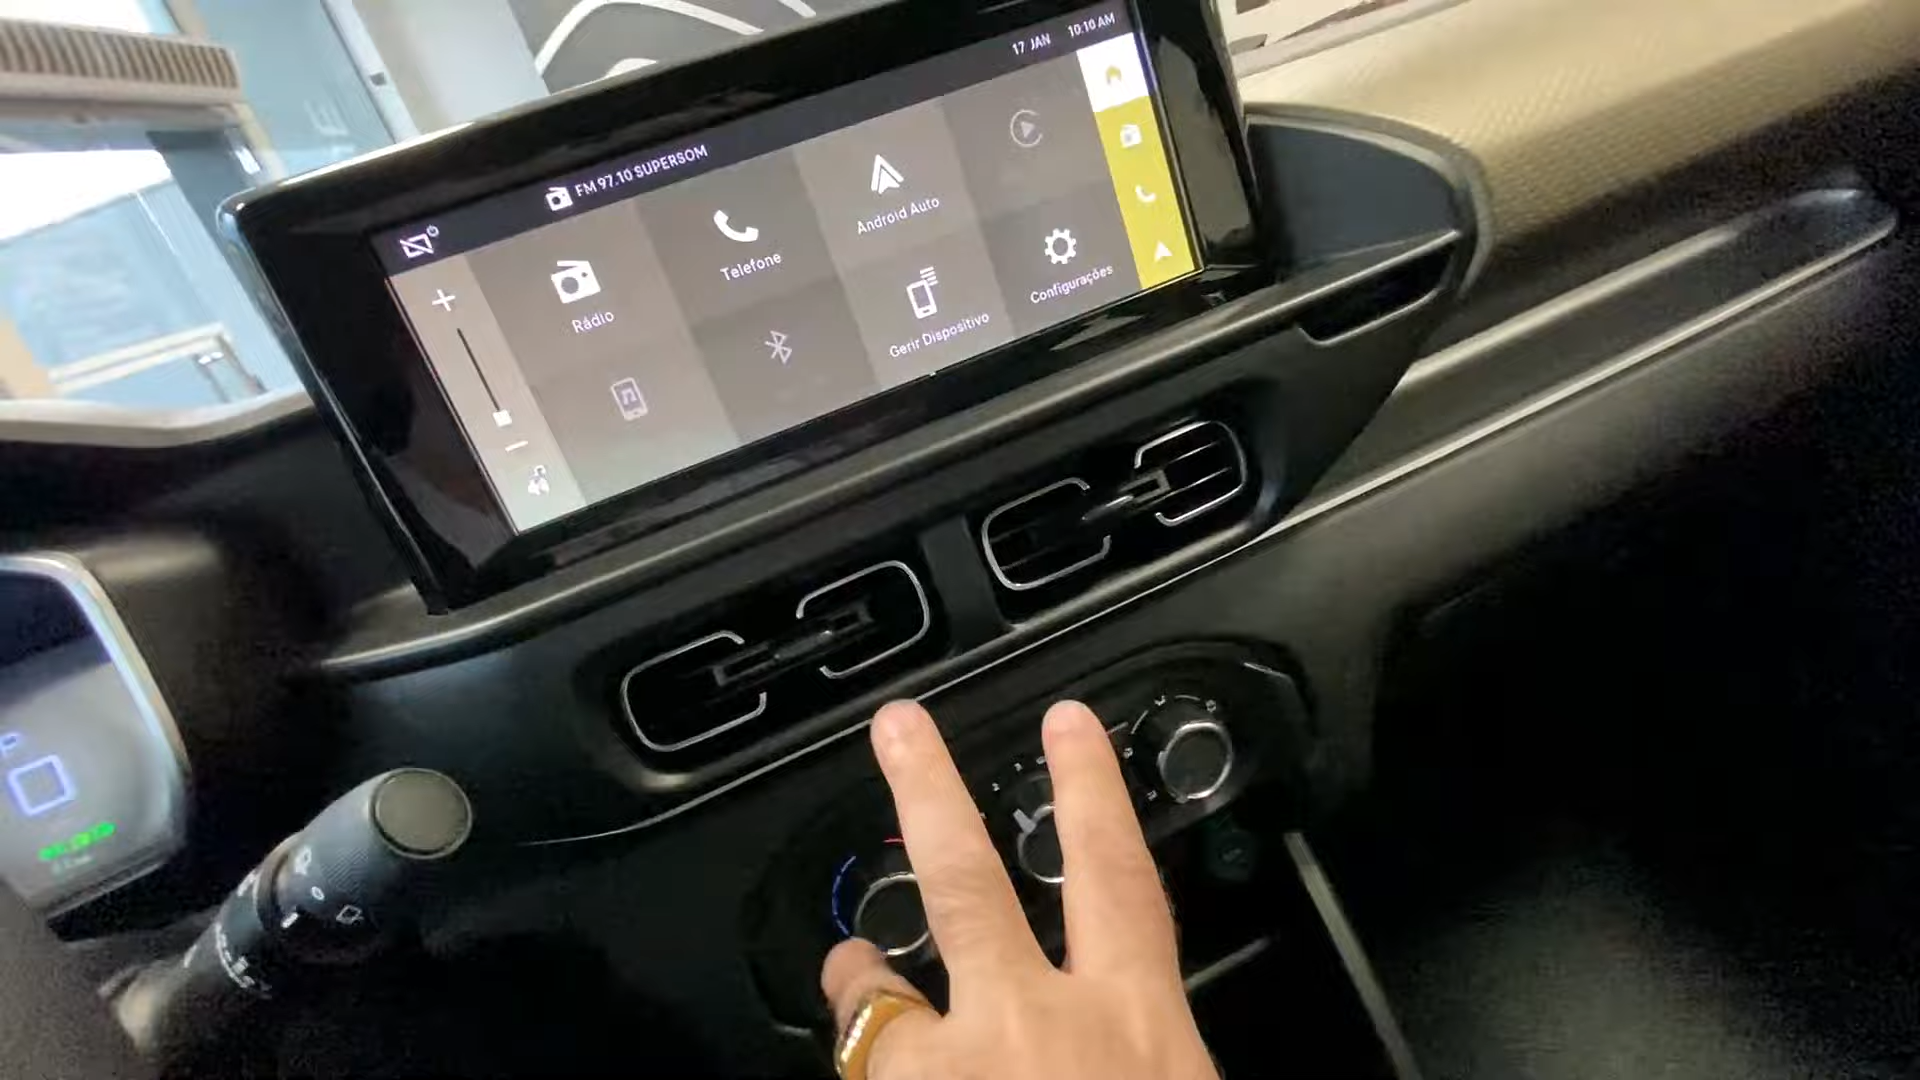 17 JAN 10:10 AM
FM 97.10 SUPERSOM
Rádio
Telefone
Android Auto
Gerir Dispositivo
Configurações
P